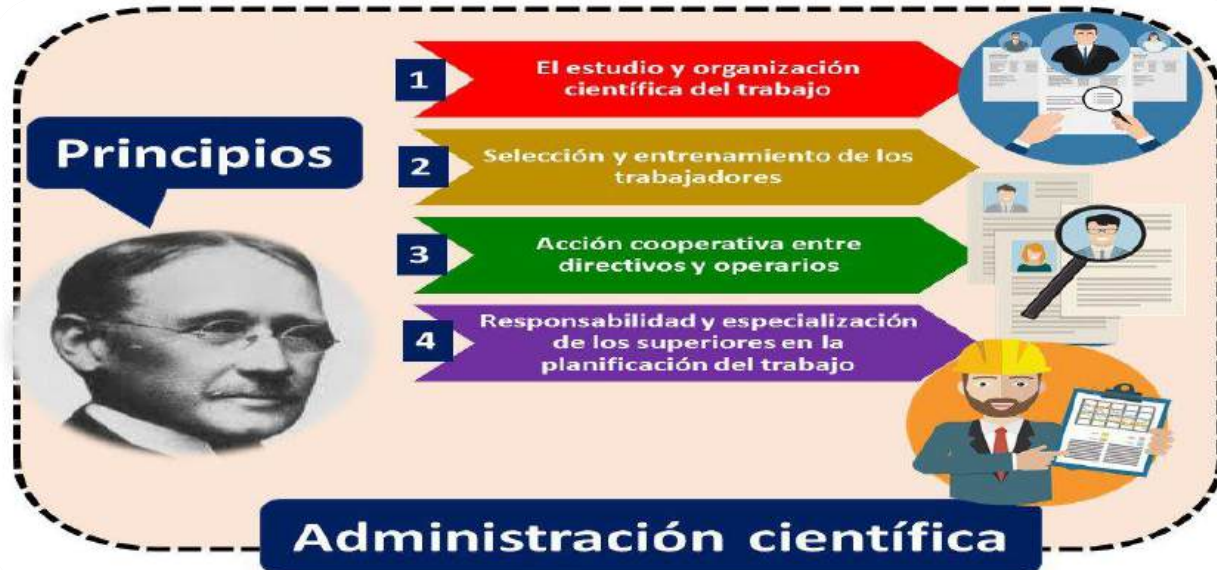 Principios
1
El estudio y organización
científica del trabajo
2
Selección y entrenamiento de los
trabajadores
3
Acción cooperativa entre
directivos y operarios
4
Responsabilidad y especialización
de los superiores en la
planificación del trabajo
Administración científica